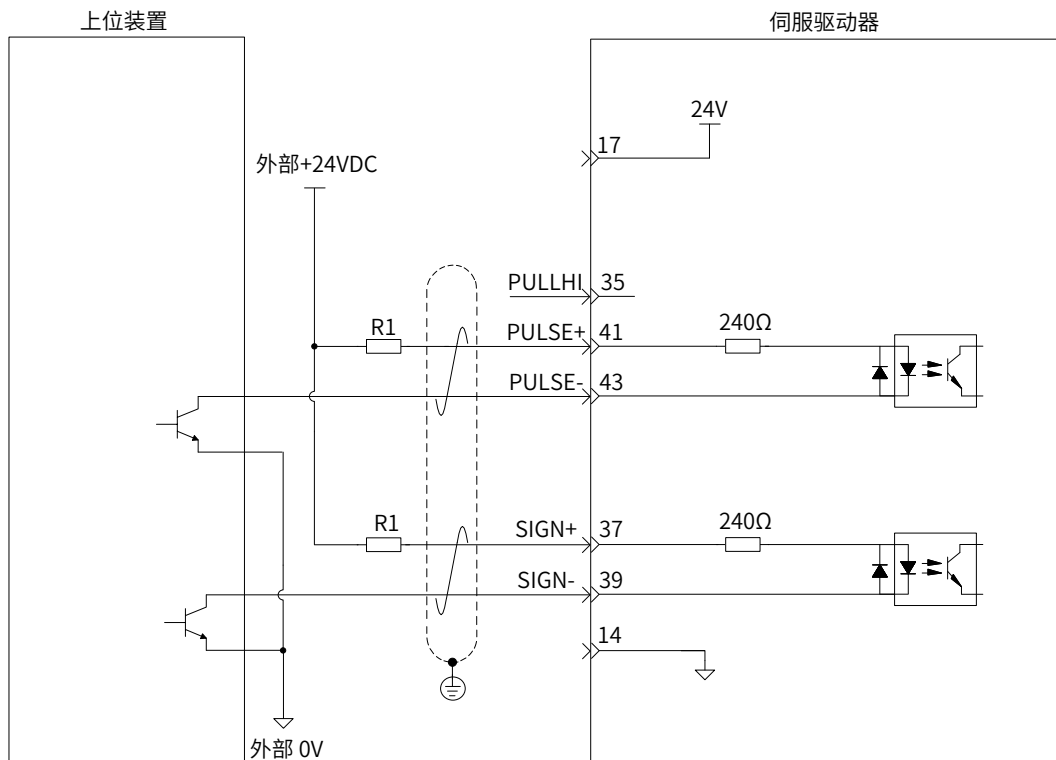 上位装置
伺服驱动器
24V
17
外部+24VDC
PULLHI
35
R1
PULSE+
41
240Ω
PULSE-
43
R1
SIGN+
37
240Ω
SIGN-
39
14
外部 0V